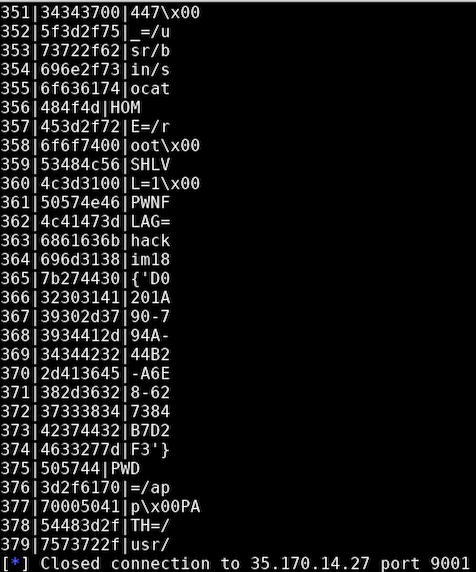 351|34343700|447\x00
352|5f3d2f75|_=/u
353|73722f62|sr/b
354|696e2f73|in/s
355|6f636174|ocat
356|484f4d|HOM
357|453d2f72|E=/r
358|6f6f7400|oot\x00
359|53484c56|SHLV
360|4c3d3100|L=1\x00
361|50574e46|PWNF
362|4c41473d|LAG=
363|6861636b|hack
364|696d3138|im18
365|7b274430|{'D0
366|32303141|201A
367|39302d37|90-7
368|3934412d|94A-
369|34344232|44B2
370|2d413645|-A6E
371|382d3632|8-62
372|37333834|7384
373|42374432|B7D2
374|4633277d|F3'}
375|505744|PWD
376|3d2f6170|=/ap
377|70005041|p\x00PA
378|54483d2f|TH=/
379|7573722f|usr/
[*] Closed connection to 35.170.14.27 port 9001